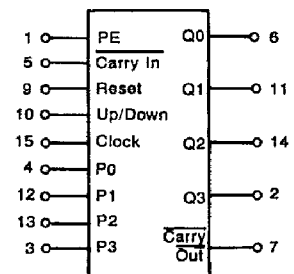 1 PE Q0 6
5 Carry In
9 Reset Q1 11
10 Up/Down
15 Clock Q2 14
4 P0
12 P1 Q3 2
13 P2
3 P3 Carry Out 7